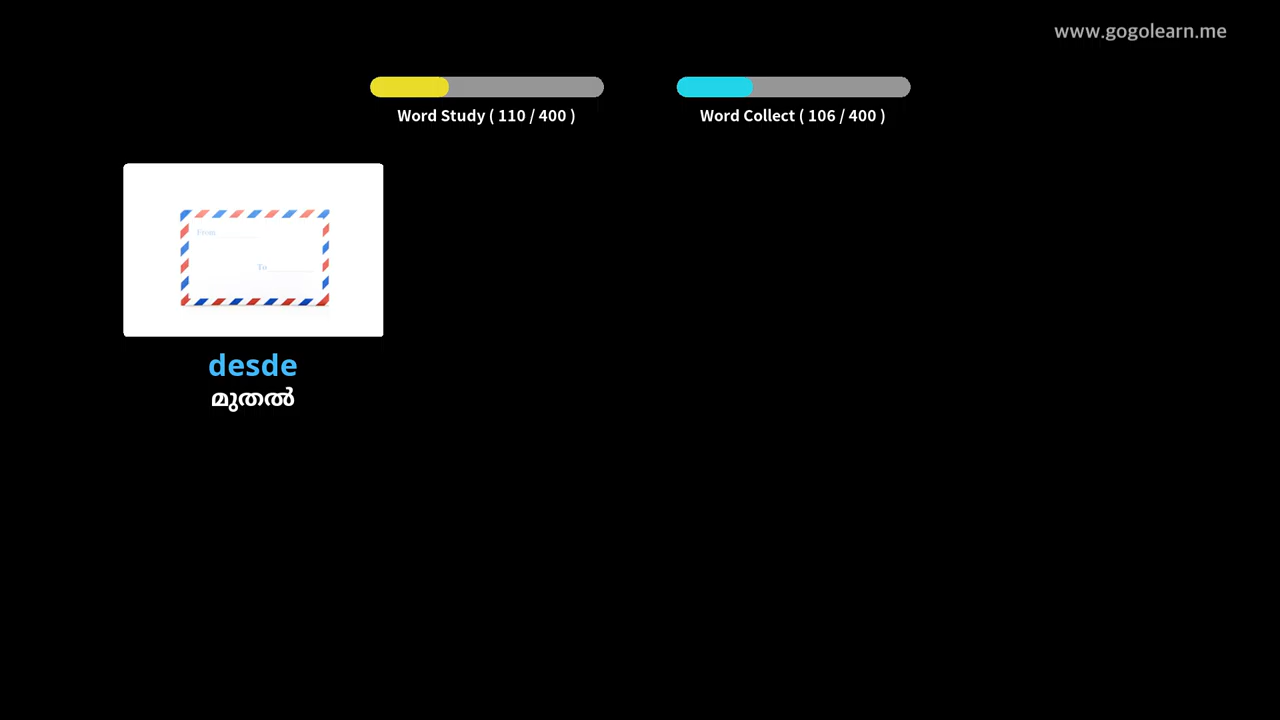 www.gogolearn.me
Word Study ( 110 / 400 )
Word Collect ( 106 / 400 )
From
To
desde
മുതൽ